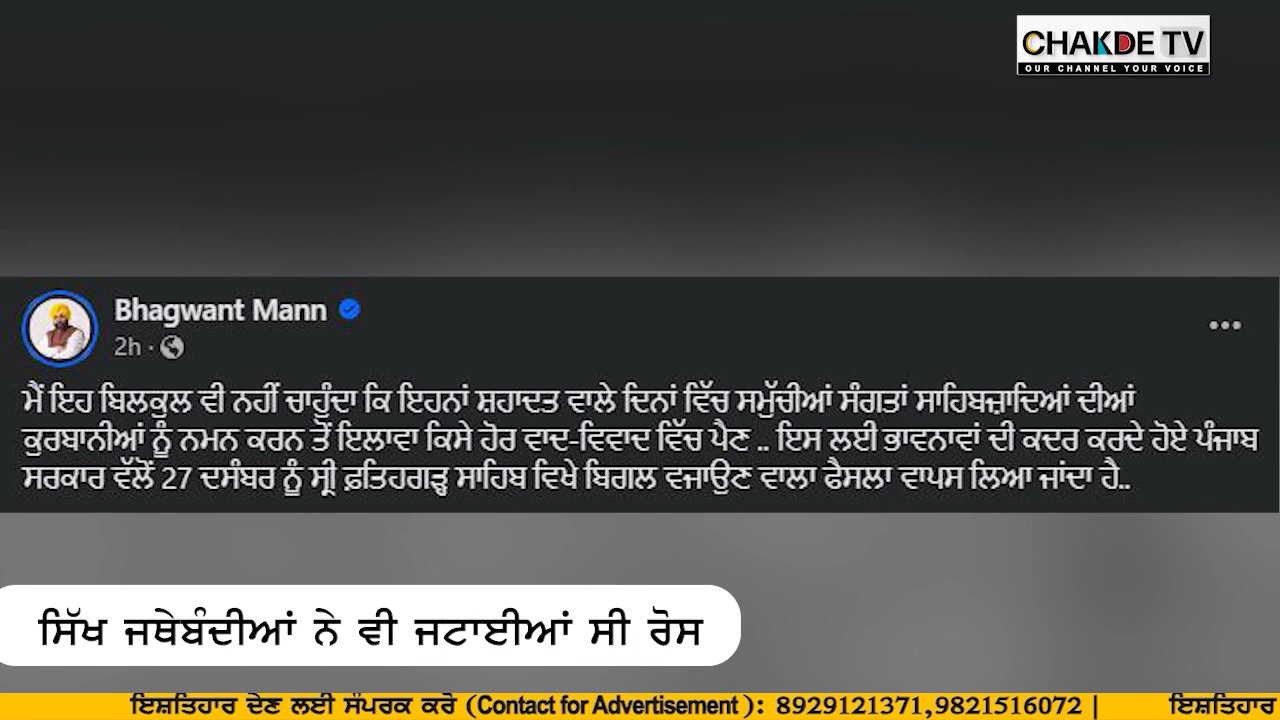 CHAKDE TV
OUR CHANNEL YOUR VOICE
Bhagwant Mann
2h ·
ਮੈਂ ਇਹ ਬਿਲਕੁਲ ਵੀ ਨਹੀਂ ਚਾਹੁੰਦਾ ਕਿ ਇਹਨਾਂ ਸ਼ਹਾਦਤ ਵਾਲੇ ਦਿਨਾਂ ਵਿੱਚ ਸਮੁੱਚੀਆਂ ਸੰਗਤਾਂ ਸਾਹਿਬਜ਼ਾਦਿਆਂ ਦੀਆਂ
ਕੁਰਬਾਨੀਆਂ ਨੂੰ ਨਮਨ ਕਰਨ ਤੋਂ ਇਲਾਵਾ ਕਿਸੇ ਹੋਰ ਵਾਦ-ਵਿਵਾਦ ਵਿੱਚ ਪੈਣ .. ਇਸ ਲਈ ਭਾਵਨਾਵਾਂ ਦੀ ਕਦਰ ਕਰਦੇ ਹੋਏ ਪੰਜਾਬ
ਸਰਕਾਰ ਵੱਲੋਂ 27 ਦਸੰਬਰ ਨੂੰ ਸ੍ਰੀ ਫ਼ਤਿਹਗੜ੍ਹ ਸਾਹਿਬ ਵਿਖੇ ਬਿਗਲ ਵਜਾਉਣ ਵਾਲਾ ਫੈਸਲਾ ਵਾਪਸ ਲਿਆ ਜਾਂਦਾ ਹੈ..
ਸਿੱਖ ਜਥੇਬੰਦੀਆਂ ਨੇ ਵੀ ਜਤਾਈਆਂ ਸੀ ਰੋਸ
ਇਸ਼ਤਿਹਾਰ ਦੇਣ ਲਈ ਸੰਪਰਕ ਕਰੋ (Contact for Advertisement ): 8929121371,9821516072 | ਇਸ਼ਤਿਹਾਰ